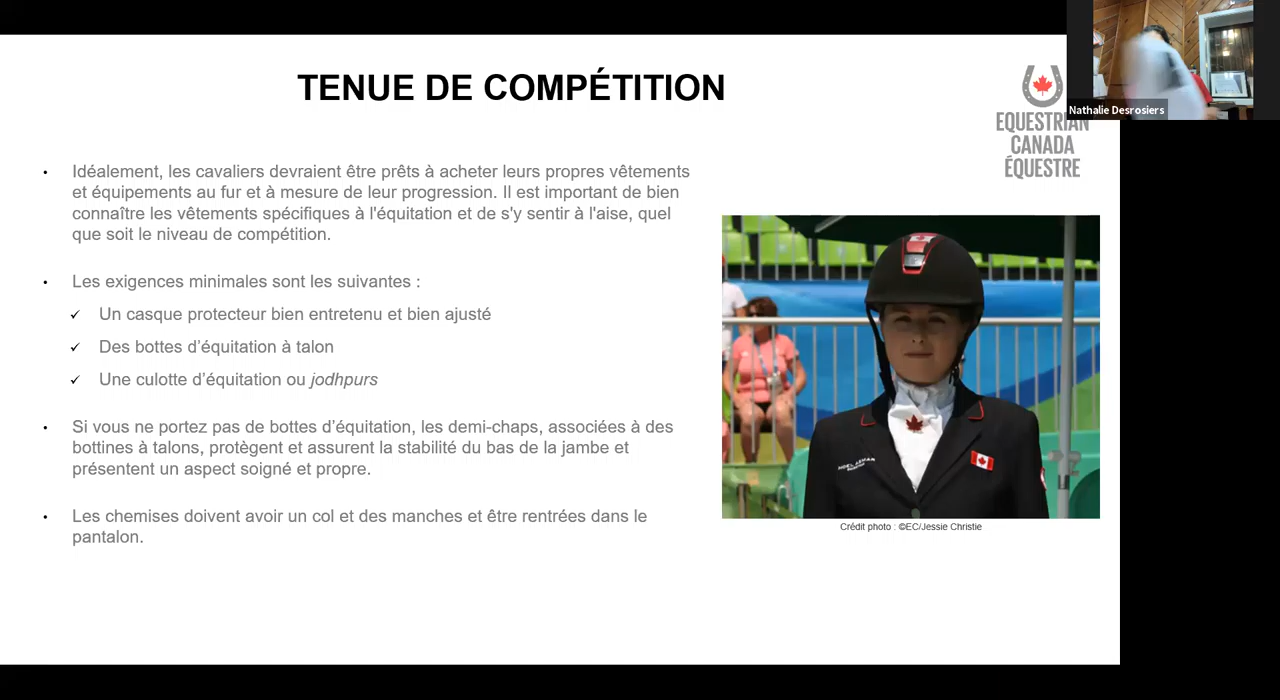 TENUE DE COMPÉTITION
Nathalie Desrosiers
EQUESTRIAN
CANADA
ÉQUESTRE
• Idéalement, les cavaliers devraient être prêts à acheter leurs propres vêtements
et équipements au fur et à mesure de leur progression. Il est important de bien
connaître les vêtements spécifiques à l'équitation et de s'y sentir à l'aise, quel
que soit le niveau de compétition.
• Les exigences minimales sont les suivantes :
✓ Un casque protecteur bien entretenu et bien ajusté
✓ Des bottes d’équitation à talon
✓ Une culotte d’équitation ou jodhpurs
• Si vous ne portez pas de bottes d’équitation, les demi-chaps, associées à des
bottines à talons, protègent et assurent la stabilité du bas de la jambe et
présentent un aspect soigné et propre.
• Les chemises doivent avoir un col et des manches et être rentrées dans le
pantalon.
Crédit photo : ©EC/Jessie Christie